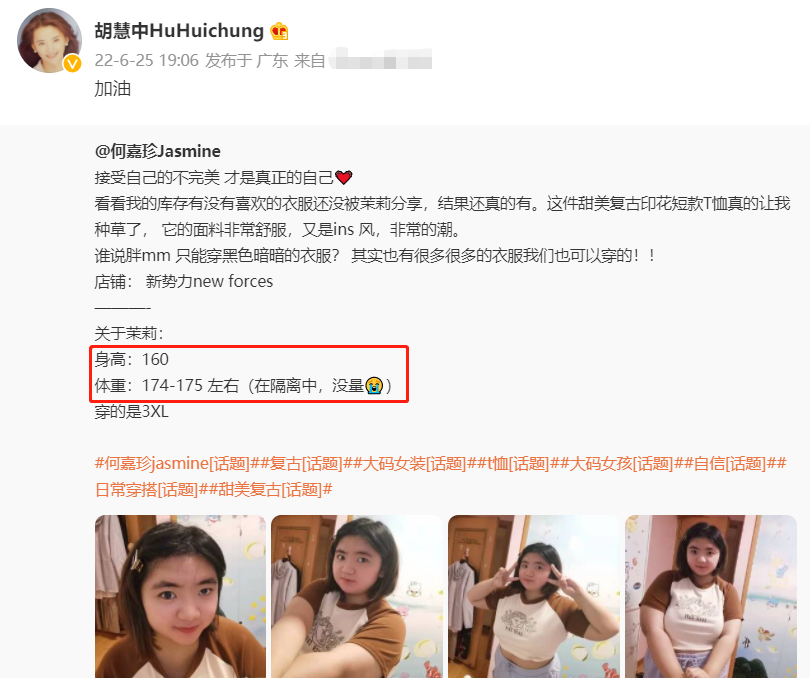 胡慧中HuHuichung
22-6-25 19:06 发布于 广东 来自
加油
@何嘉珍Jasmine
接受自己的不完美 才是真正的自己❤
看看我的库存有没有喜欢的衣服还没被茉莉分享，结果还真的有。这件甜美复古印花短款T恤真的让我
种草了， 它的面料非常舒服，又是ins 风，非常的潮。
谁说胖mm 只能穿黑色暗暗的衣服？ 其实也有很多很多的衣服我们也可以穿的！！
店铺： 新势力new forces
————-
关于茉莉：
身高：160
体重：174-175 左右（在隔离中，没量😭）
穿的是3XL
#何嘉珍jasmine[话题]##复古[话题]##大码女装[话题]##t恤[话题]##大码女孩[话题]##自信[话题]##
日常穿搭[话题]##甜美复古[话题]#